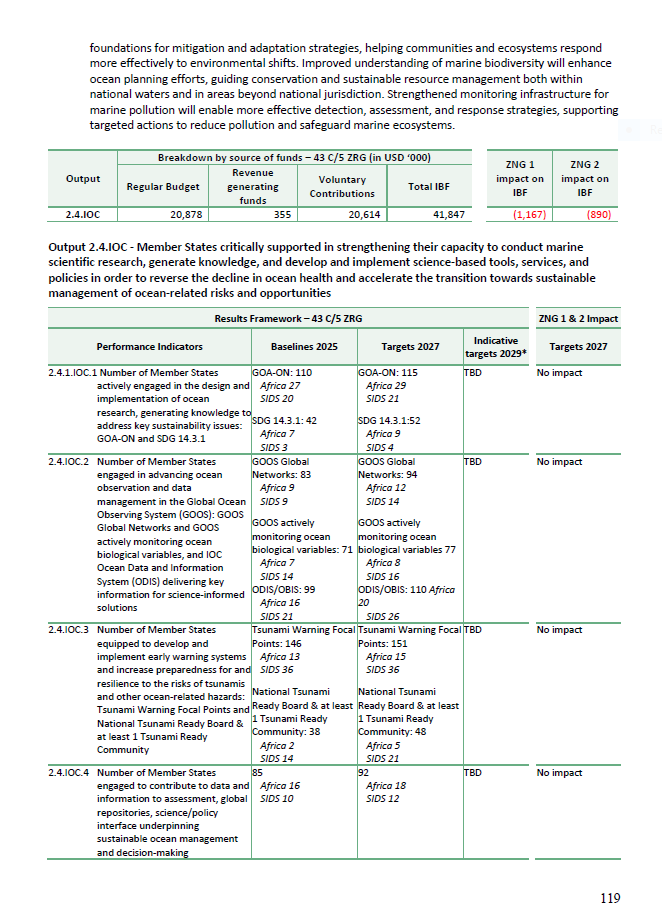 foundations for mitigation and adaptation strategies, helping communities and ecosystems respond
more effectively to environmental shifts. Improved understanding of marine biodiversity will enhance
ocean planning efforts, guiding conservation and sustainable resource management both within
national waters and in areas beyond national jurisdiction. Strengthened monitoring infrastructure for
marine pollution will enable more effective detection, assessment, and response strategies, supporting
targeted actions to reduce pollution and safeguard marine ecosystems.
Output
Breakdown by source of funds – 43 C/5 ZRG (in USD ‘000)
Regular Budget
Revenue
generating
funds
Voluntary
Contributions
Total IBF
ZNG 1
impact on
IBF
ZNG 2
impact on
IBF
2.4.IOC 20,878 355 20,614 41,847 (1,167) (890)
Output 2.4.IOC - Member States critically supported in strengthening their capacity to conduct marine
scientific research, generate knowledge, and develop and implement science-based tools, services, and
policies in order to reverse the decline in ocean health and accelerate the transition towards sustainable
management of ocean-related risks and opportunities
Results Framework – 43 C/5 ZRG
ZNG 1 & 2 Impact
Performance Indicators
Baselines 2025
Targets 2027
Indicative
targets 2029*
Targets 2027
2.4.1.IOC.1 Number of Member States
actively engaged in the design and
implementation of ocean
research, generating knowledge to
address key sustainability issues:
GOA-ON and SDG 14.3.1
GOA-ON: 110
Africa 27
SIDS 20
SDG 14.3.1: 42
Africa 7
SIDS 3
GOA-ON: 115
Africa 29
SIDS 21
SDG 14.3.1:52
Africa 9
SIDS 4
TBD
No impact
2.4.IOC.2 Number of Member States
engaged in advancing ocean
observation and data
management in the Global Ocean
Observing System (GOOS): GOOS
Global Networks and GOOS
actively monitoring ocean
biological variables, and IOC
Ocean Data and Information
System (ODIS) delivering key
information for science-informed
solutions
GOOS Global
Networks: 83
Africa 9
SIDS 9
GOOS actively
monitoring ocean
biological variables: 71
Africa 7
SIDS 14
ODIS/OBIS: 99
Africa 16
SIDS 21
GOOS Global
Networks: 94
Africa 12
SIDS 14
GOOS actively
monitoring ocean
biological variables 77
Africa 8
SIDS 16
ODIS/OBIS: 110 Africa
20
SIDS 26
TBD
No impact
2.4.IOC.3 Number of Member States
equipped to develop and
implement early warning systems
and increase preparedness for and
resilience to the risks of tsunamis
and other ocean-related hazards:
Tsunami Warning Focal Points and
National Tsunami Ready Board &
at least 1 Tsunami Ready
Community
Tsunami Warning Focal
Points: 146
Africa 13
SIDS 36
National Tsunami
Ready Board & at least
1 Tsunami Ready
Community: 38
Africa 2
SIDS 14
Tsunami Warning Focal
Points: 151
Africa 15
SIDS 36
National Tsunami
Ready Board & at least
1 Tsunami Ready
Community: 48
Africa 5
SIDS 21
TBD
No impact
2.4.IOC.4 Number of Member States
engaged to contribute to data and
information to assessment, global
repositories, science/policy
interface underpinning
sustainable ocean management
and decision-making
85
Africa 16
SIDS 10
92
Africa 18
SIDS 12
TBD
No impact
119